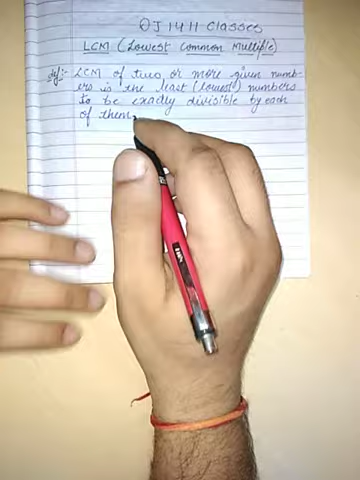 OJ 1411 Classes
LCM (Lowest Common Multiple)
def:- LCM of two or more given numb-
ers is the least (lowest) numbers
to be exactly divisible by each
of them,